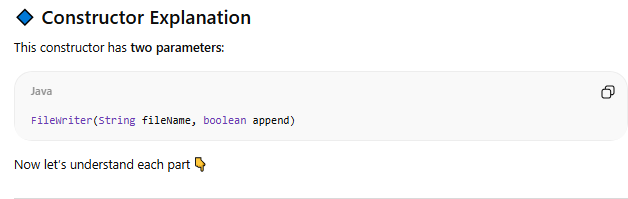 🔷 Constructor Explanation
This constructor has two parameters:
Java
FileWriter(String fileName, boolean append)
Now let's understand each part 👇